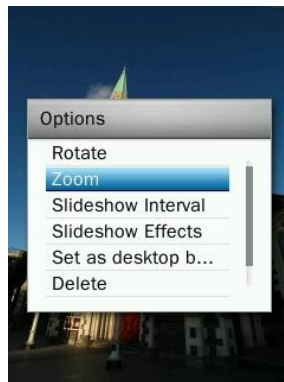 Options
Rotate
Zoom
Slideshow Interval
Slideshow Effects
Set as desktop b...
Delete